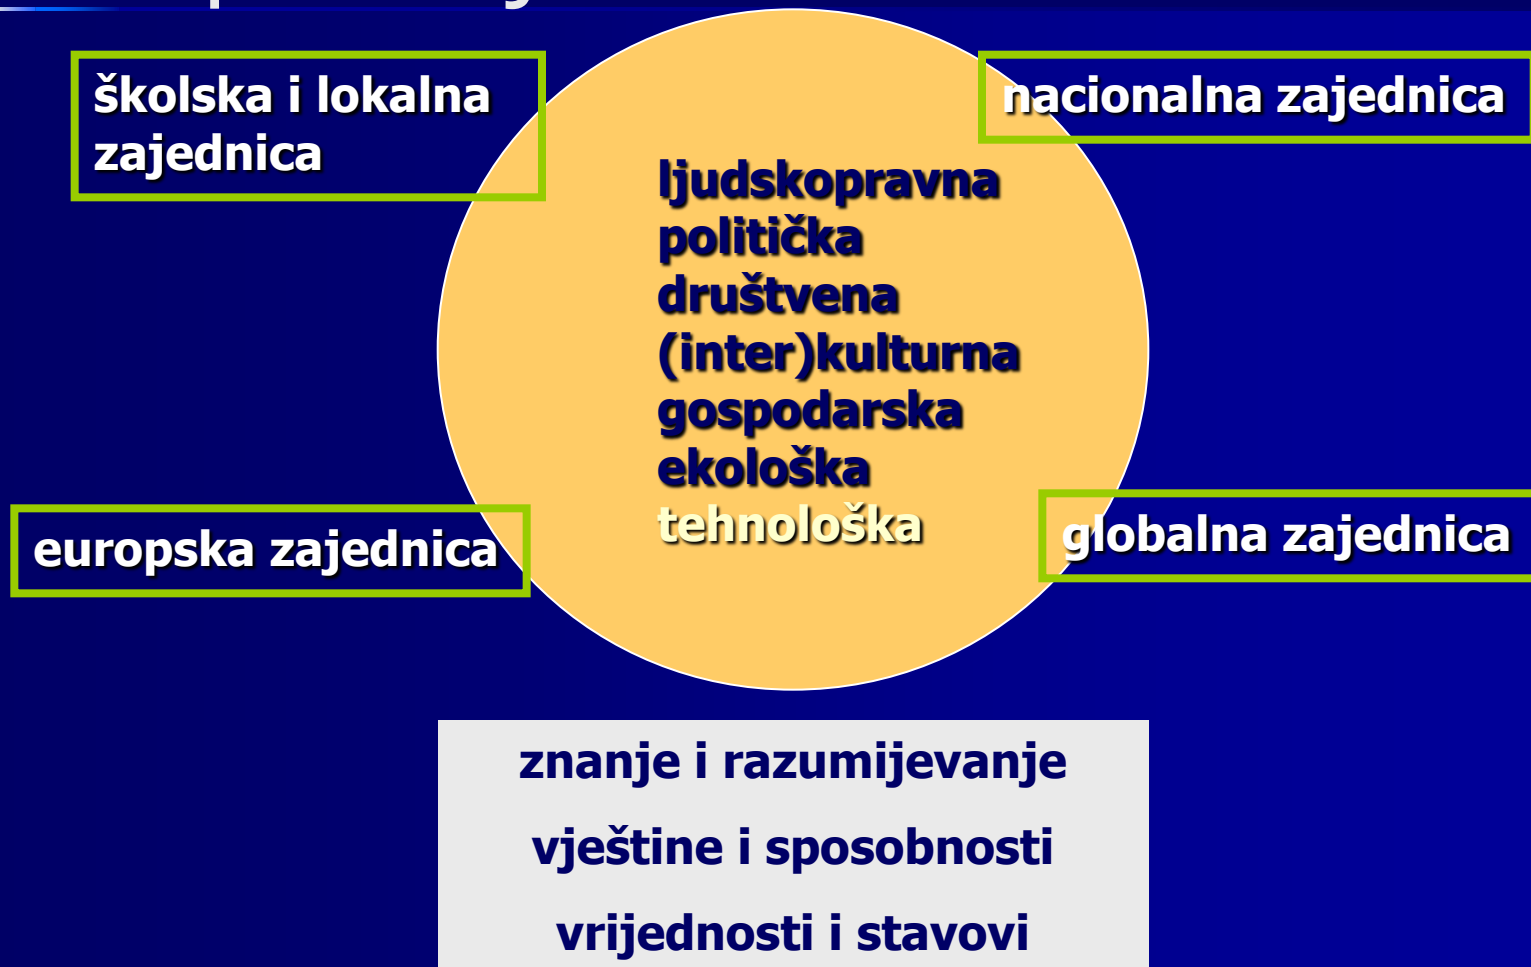 školska i lokalna
zajednica
nacionalna zajednica
ljudskopravna
politička
društvena
(inter)kulturna
gospodarska
ekološka
tehnološka
europska zajednica
globalna zajednica
znanje i razumijevanje
vještine i sposobnosti
vrijednosti i stavovi